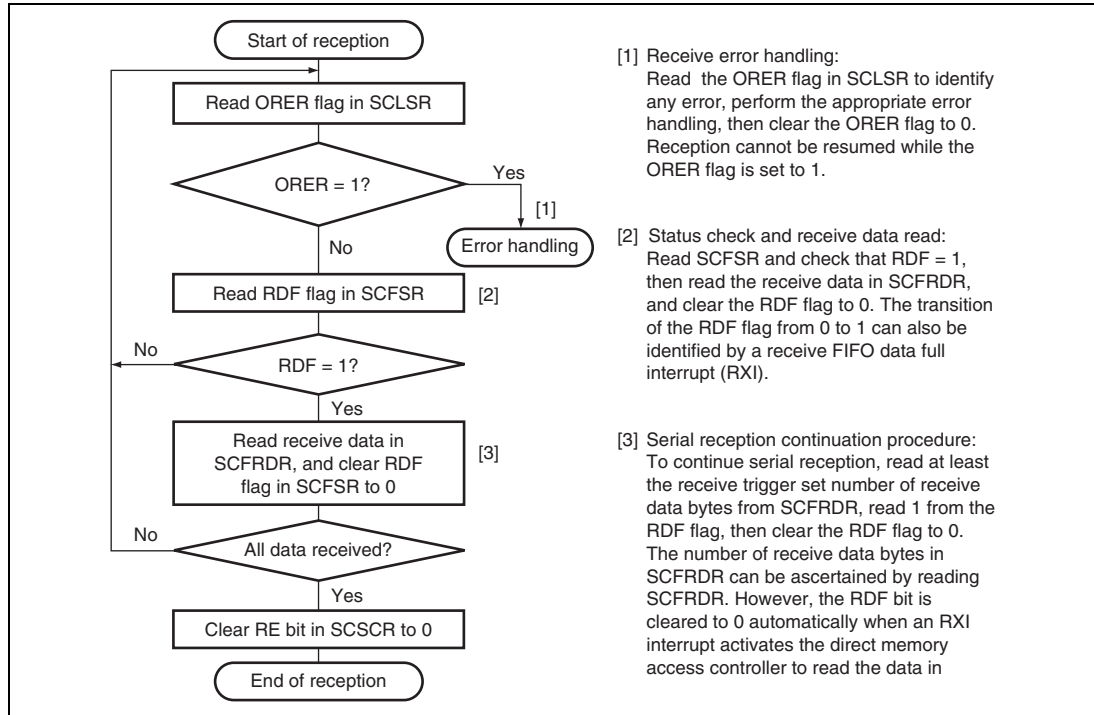 Start of reception
Read ORER flag in SCLSR
ORER = 1?
Yes
[1]
Error handling
No
Read RDF flag in SCFSR
[2]
No
RDF = 1?
Yes
Read receive data in
SCFRDR, and clear RDF
flag in SCFSR to 0
[3]
No
All data received?
Yes
Clear RE bit in SCSCR to 0
End of reception
[1] Receive error handling:
Read the ORER flag in SCLSR to identify
any error, perform the appropriate error
handling, then clear the ORER flag to 0.
Reception cannot be resumed while the
ORER flag is set to 1.
[2] Status check and receive data read:
Read SCFSR and check that RDF = 1,
then read the receive data in SCFRDR,
and clear the RDF flag to 0. The transition
of the RDF flag from 0 to 1 can also be
identified by a receive FIFO data full
interrupt (RXI).
[3] Serial reception continuation procedure:
To continue serial reception, read at least
the receive trigger set number of receive
data bytes from SCFRDR, read 1 from the
RDF flag, then clear the RDF flag to 0.
The number of receive data bytes in
SCFRDR can be ascertained by reading
SCFRDR. However, the RDF bit is
cleared to 0 automatically when an RXI
interrupt activates the direct memory
access controller to read the data in